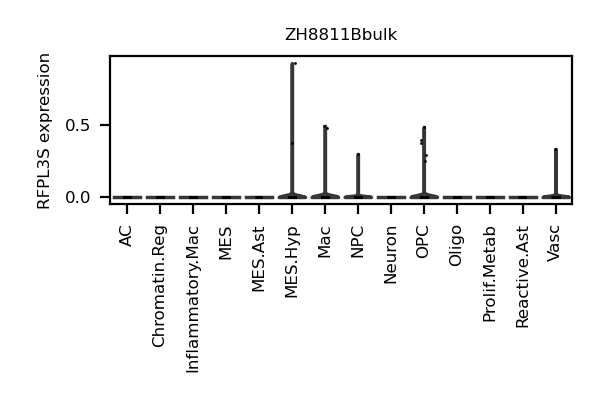 ZH8811Bbulk
RFPL3S expression
0.5
0.0
AC
Chromatin.Reg
Inflammatory.Mac
MES
MES.Ast
MES.Hyp
Mac
NPC
Neuron
OPC
Oligo
Prolif.Metab
Reactive.Ast
Vasc